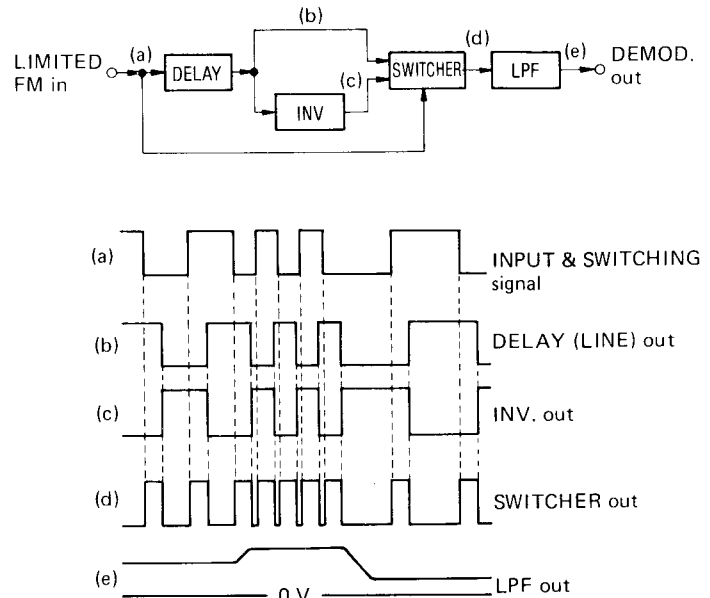 (b)
(a)
(d)
(e)
LIMITED
FM in
DELAY
(c)
SWITCHER
LPF
DEMOD.
out
INV
(a)
INPUT & SWITCHING
signal
(b)
DELAY (LINE) out
(c)
INV. out
(d)
SWITCHER out
(e)
LPF out
0 V